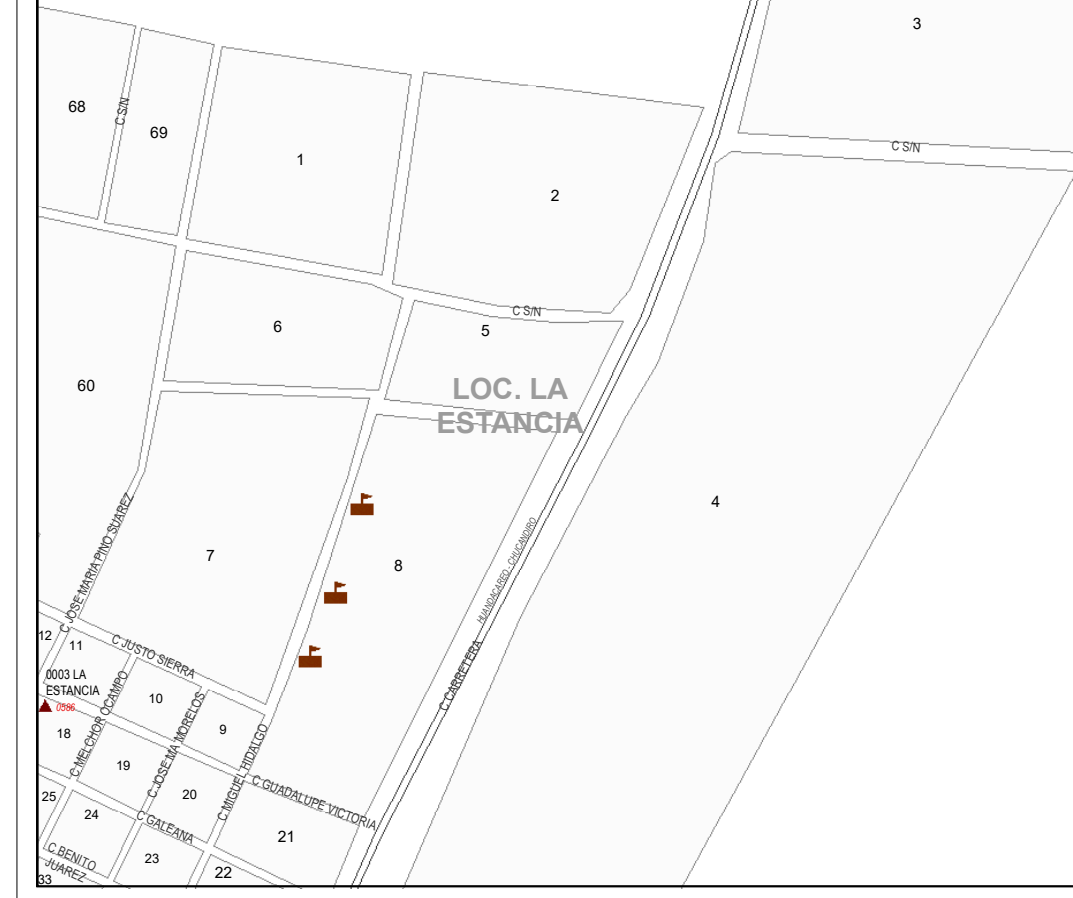 3
68
C S/N
69
1
2
C S/N
C S/N
6
5
60
LOC. LA
ESTANCIA
4
7
8
C JOSE MARIA PINO SUAREZ
HUANDACAREO - CHUCANDIRO
C CARRETERA
12
11
C JUSTO SIERRA
0003 LA
ESTANCIA
0586
10
9
18
C MELCHOR OCAMPO
C JOSE MA MORELOS
C MIGUEL HIDALGO
19
20
C GUADALUPE VICTORIA
25
24
C GALEANA
21
C BENITO
JUAREZ
23
22
33